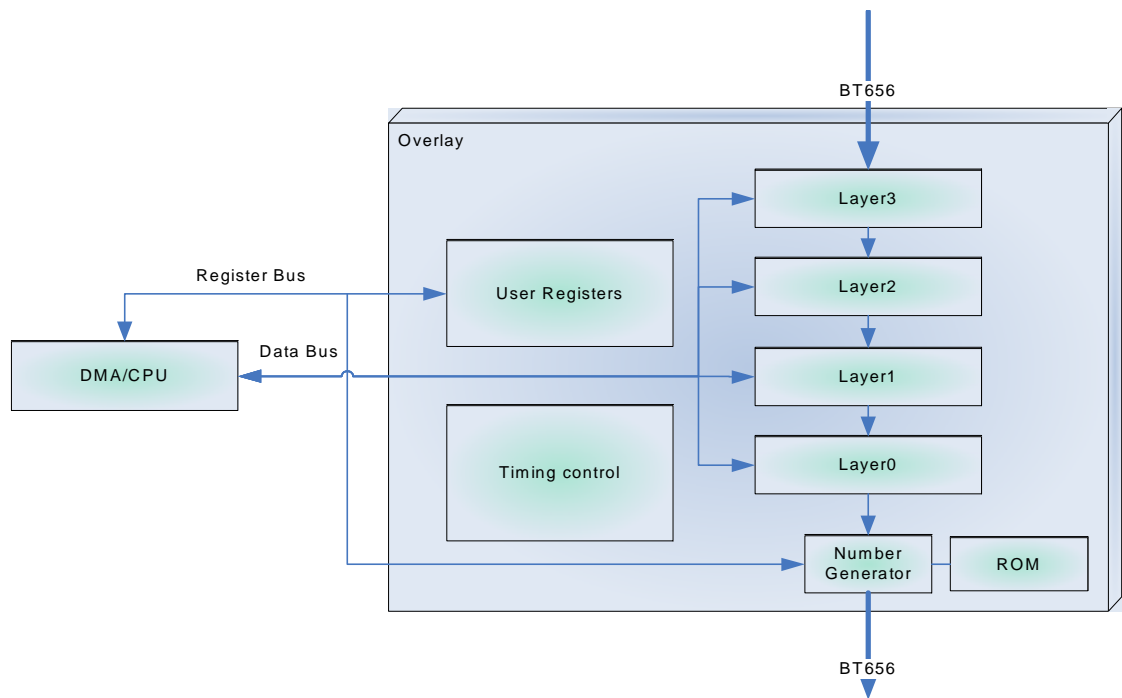 BT656
Overlay
Layer3
Register Bus
User Registers
Layer2
Data Bus
DMA/CPU
Layer1
Timing control
Layer0
Number
Generator
ROM
BT656